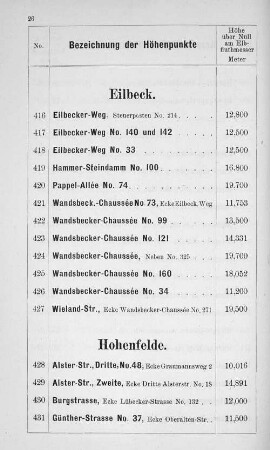 26
No. Bezeichnung der Höhenpunkte Höhe über Null am Elbfluthmesser Meter
Eilbeck.
416 Eilbecker-Weg. Steuerposten No. 214 . . . 12,800
417 Eilbecker-Weg No. 140 und 142 . . . . 12,500
418 Eilbecker-Weg No. 33 . . . . . . 12,500
419 Hammer-Steindamm No. 100 . . . . . 16,800
420 Pappel-Allée No. 74 . . . . . . 19,700
421 Wandsbeck.-Chaussée No. 73, Ecke Eilbeck. Weg 11,753
422 Wandsbecker-Chaussée No. 99 . . . . 13,500
423 Wandsbecker-Chaussée No. 121 . . . . 14,331
424 Wandsbecker-Chaussée, Neben No. 325 . . 19,760
425 Wandsbecker-Chaussée No. 160 . . . . 18,052
426 Wandsbecker-Chaussée No. 34 . . . . 11,200
427 Wieland-Str., Ecke Wandsbecker-Chaussée No. 271 19,500
Hohenfelde.
428 Alster-Str., Dritte, No. 48, Ecke Graumannsweg 2 10,016
429 Alster-Str., Zweite, Ecke Dritte Alsterstr. No. 18 14,891
430 Burgstrasse, Ecke Lübecker-Strasse No. 132 . . 12,000
431 Günther-Strasse No. 37, Ecke Oberalten-Str. . . 11,500